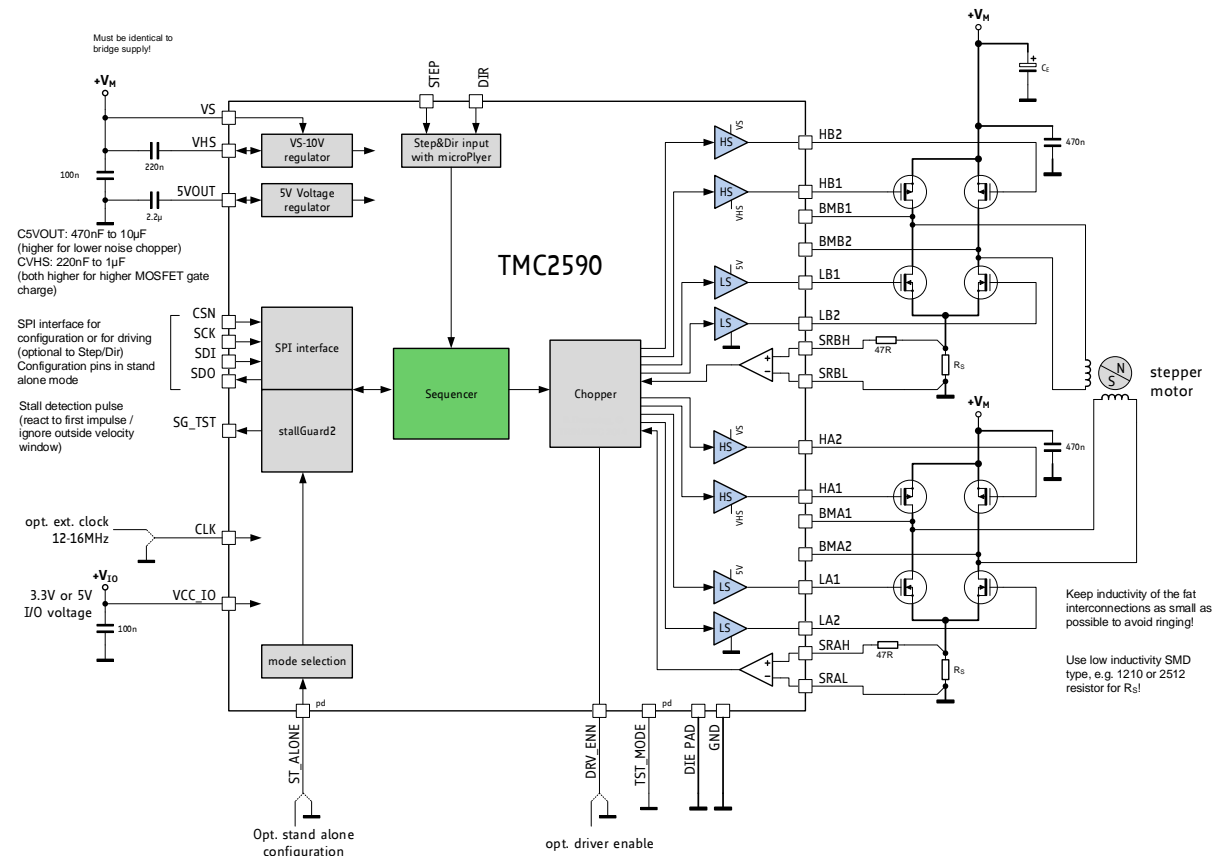 Must be identical to
bridge supply!
+VM
VS
VHS
220n
100n
5VOUT
2.2µ
C5VOUT: 470nF to 10µF
(higher for lower noise chopper)
CVHS: 220nF to 1µF
(both higher for higher MOSFET gate
charge)
SPI interface for
configuration or for driving
(optional to Step/Dir)
Configuration pins in stand
alone mode
CSN
SCK
SDI
SDO
Stall detection pulse
(react to first impulse /
ignore outside velocity
window)
SG_TST
opt. ext. clock
12-16MHz
CLK
+VIO
3.3V or 5V
I/O voltage
VCC_IO
100n
VS-10V
regulator
5V Voltage
regulator
STEP
DIR
Step&Dir input
with microPlyer
TMC2590
SPI interface
stallGuard2
Sequencer
Chopper
mode selection
pd
ST_ALONE
Opt. stand alone
configuration
DRV_ENN
opt. driver enable
pd
TST_MODE
DIE PAD
GND
HS
VS
HS
VHS
LS
5V
LS
+
−
HS
VS
HS
VHS
LS
5V
LS
+
−
HB2
HB1
BMB1
BMB2
LB1
LB2
SRBH
47R
SRBL
RS
HA2
HA1
BMA1
BMA2
LA1
LA2
SRAH
47R
SRAL
RS
+VM
+
CE
470n
+VM
470n
N
S
stepper
motor
Keep inductivity of the fat
interconnections as small as
possible to avoid ringing!
Use low inductivity SMD
type, e.g. 1210 or 2512
resistor for RS!